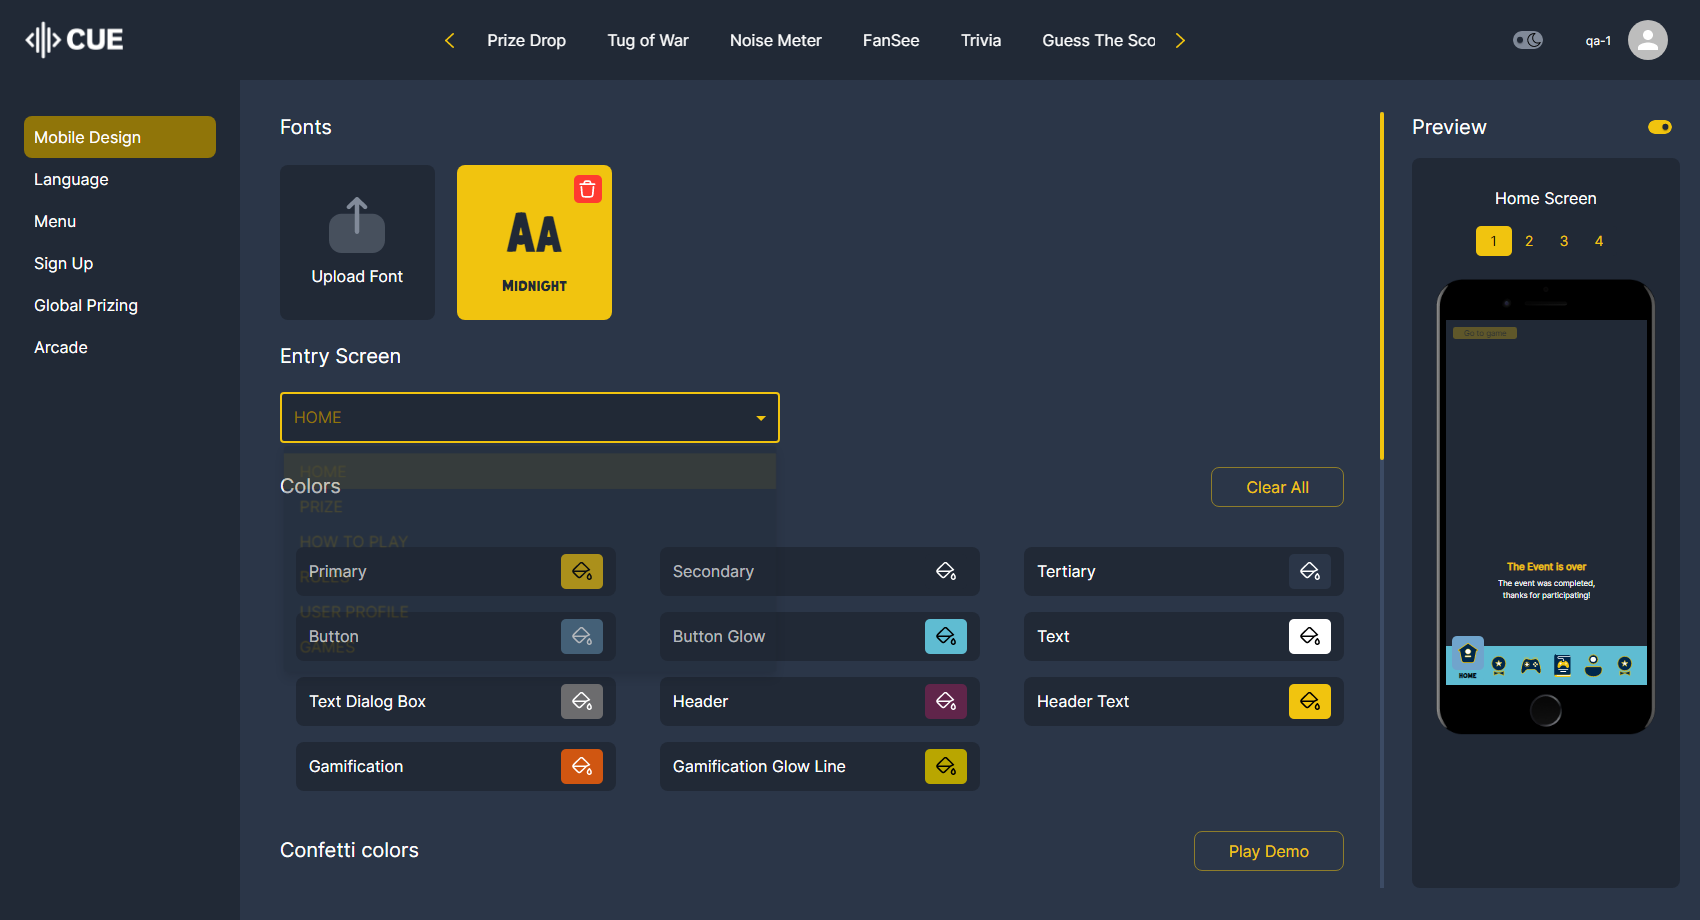 CUE
Prize Drop
Tug of War
Noise Meter
FanSee
Trivia
Guess The Sco
qa-1
Mobile Design
Language
Menu
Sign Up
Global Prizing
Arcade
Fonts
Upload Font
AA
MIDNIGHT
Entry Screen
HOME
HOME
PRIZE
HOW TO PLAY
RULES
USER PROFILE
GAMES
Colors
Clear All
Primary
Secondary
Tertiary
Button
Button Glow
Text
Text Dialog Box
Header
Header Text
Gamification
Gamification Glow Line
Confetti colors
Play Demo
Preview
Home Screen
1 2 3 4
Go to game
The Event is over
The event was completed,
thanks for participating!
HOME